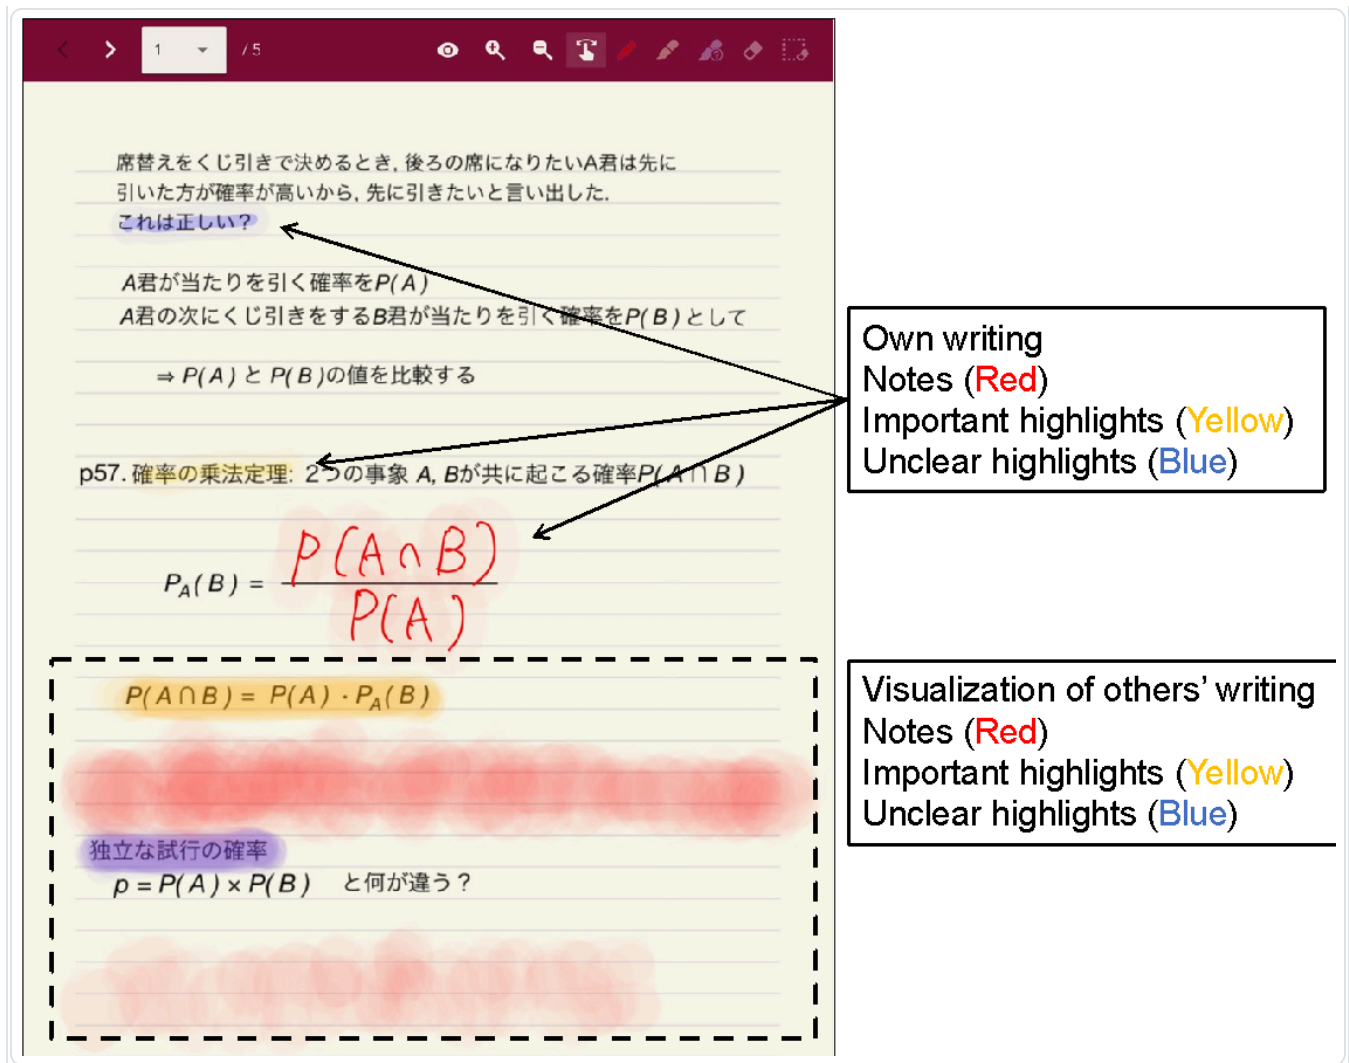 1 / 5
席替えをくじ引きで決めるとき, 後ろの席になりたいA君は先に
引いた方が確率が高いから, 先に引きたいと言い出した.
これは正しい？
A君が当たりを引く確率をP(A)
A君の次にくじ引きをするB君が当たりを引く確率をP(B)として
⇒ P(A)とP(B)の値を比較する
p57. 確率の乗法定理: 2つの事象 A, Bが共に起こる確率P(A∩B)
P(A∩B)
P_A(B) =
P(A)
P(A∩B) = P(A) · P_A(B)
独立な試行の確率
p = P(A) × P(B) と何が違う？
Own writing
Notes (Red)
Important highlights (Yellow)
Unclear highlights (Blue)
Visualization of others’ writing
Notes (Red)
Important highlights (Yellow)
Unclear highlights (Blue)